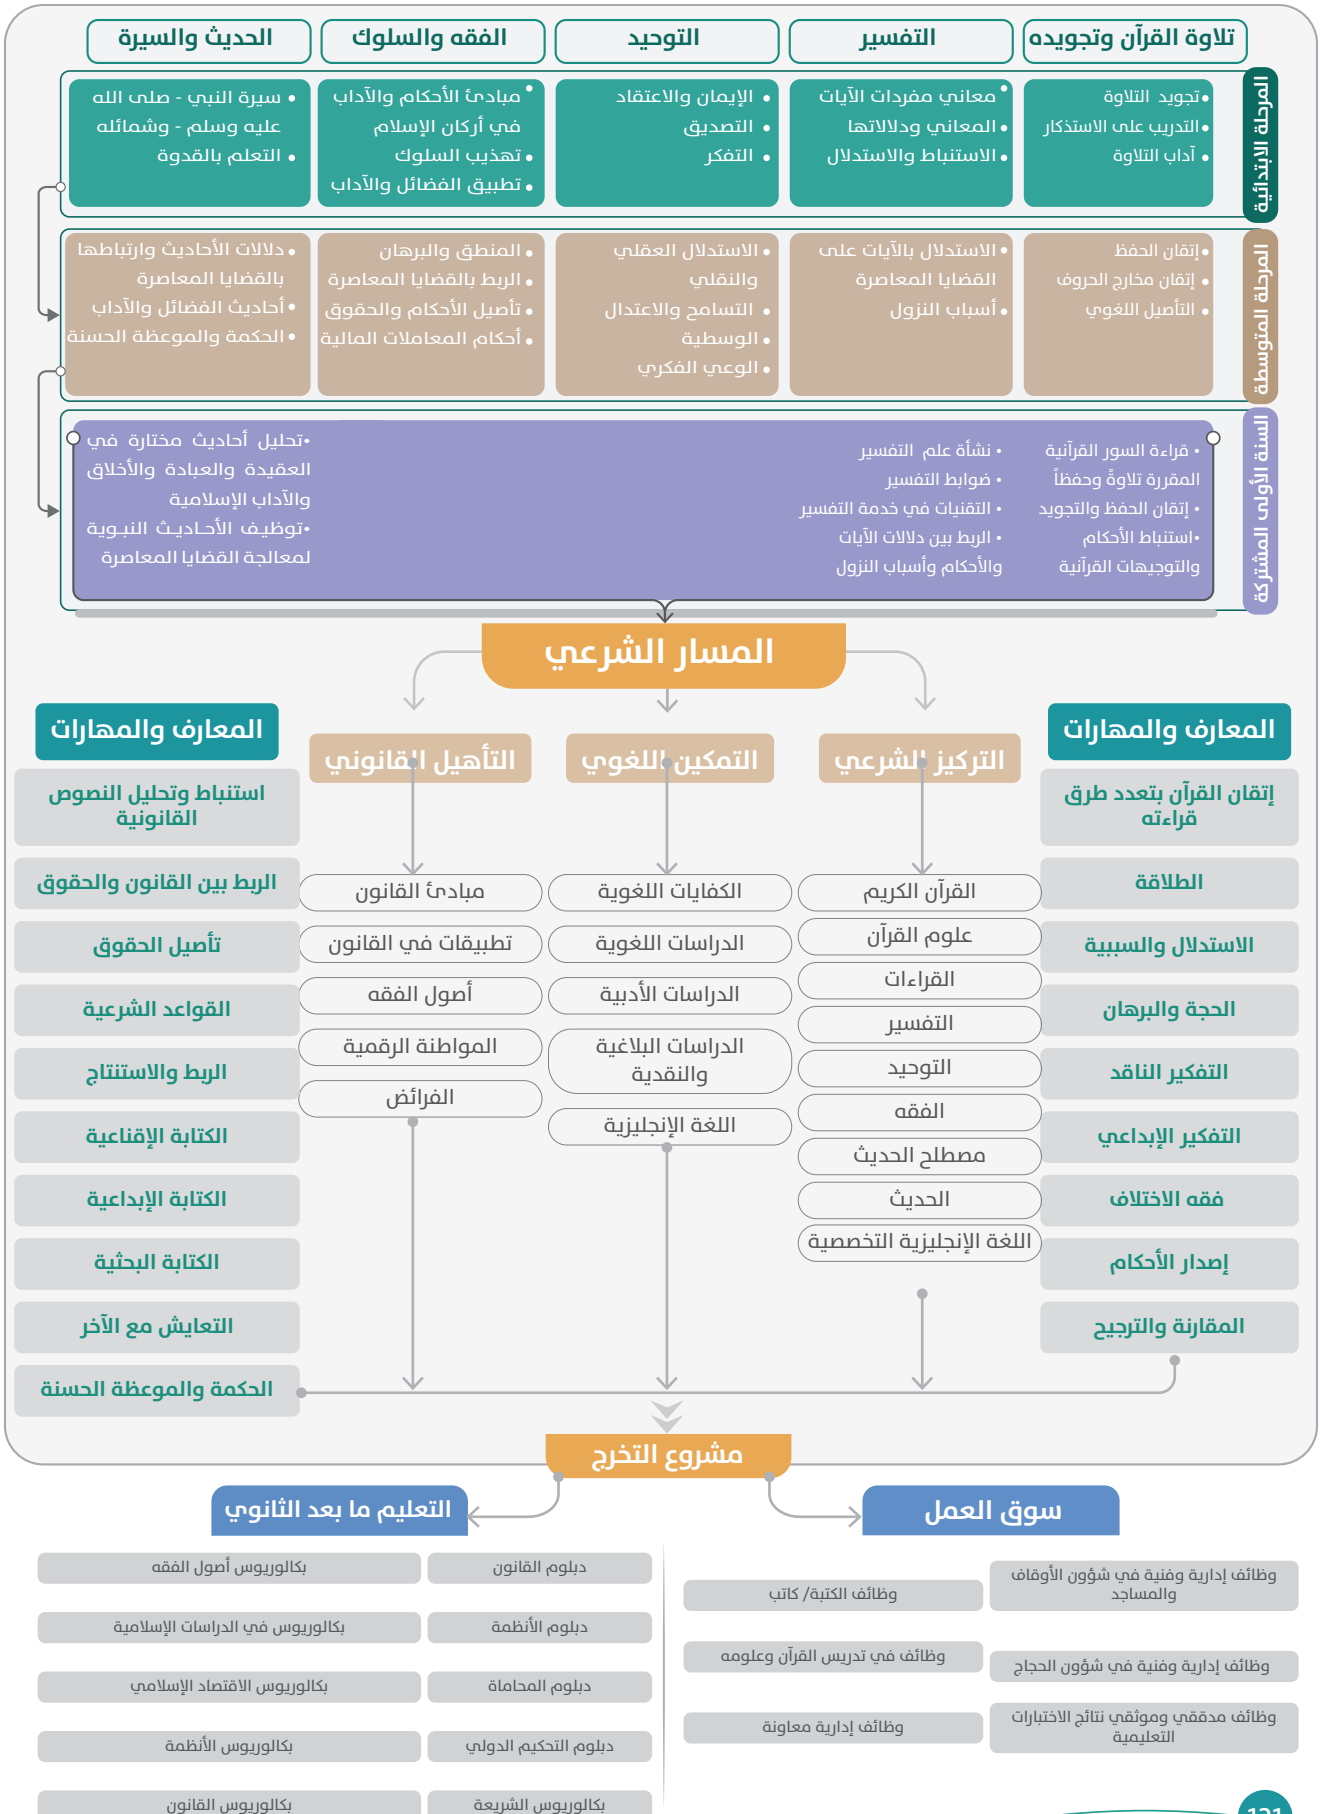 تلاوة القرآن وتجويده
التفسير
التوحيد
الفقه والسلوك
الحديث والسيرة
المرحلة الابتدائية
• تجويد التلاوة
• التدريب على الاستذكار
• آداب التلاوة
• معاني مفردات الآيات
• المعاني ودلالاتها
• الاستنباط والاستدلال
• الإيمان والاعتقاد
• التصديق
• التفكر
• مبادئ الأحكام والآداب
في أركان الإسلام
• تهذيب السلوك
• تطبيق الفضائل والآداب
• سيرة النبي - صلى الله
عليه وسلم - وشمائله
• التعلم بالقدوة
المرحلة المتوسطة
• إتقان الحفظ
• إتقان مخارج الحروف
• التأصيل اللغوي
• الاستدلال بالآيات على
القضايا المعاصرة
• أسباب النزول
• الاستدلال العقلي
والنقلي
• التسامح والاعتدال
• الوسطية
• الوعي الفكري
• المنطق والبرهان
• الربط بالقضايا المعاصرة
• تأصيل الأحكام والحقوق
• أحكام المعاملات المالية
• دلالات الأحاديث وارتباطها
بالقضايا المعاصرة
• أحاديث الفضائل والآداب
• الحكمة والموعظة الحسنة
السنة الأولى المشتركة
• قراءة السور القرآنية
المقررة تلاوةً وحفظاً
• إتقان الحفظ والتجويد
•استنباط الأحكام
والتوجيهات القرآنية
• نشأة علم التفسير
• ضوابط التفسير
• التقنيات في خدمة التفسير
• الربط بين دلالات الآيات
والأحكام وأسباب النزول
•تحليل أحاديث مختارة في
العقيدة والعبادة والأخلاق
والآداب الإسلامية
•توظيف الأحاديث النبوية
لمعالجة القضايا المعاصرة
المسار الشرعي
المعارف والمهارات
إتقان القرآن بتعدد طرق
قراءته
الطلاقة
الاستدلال والسببية
الحجة والبرهان
التفكير الناقد
التفكير الإبداعي
فقه الاختلاف
إصدار الأحكام
المقارنة والترجيح
التركيز الشرعي
القرآن الكريم
علوم القرآن
القراءات
التفسير
التوحيد
الفقه
مصطلح الحديث
الحديث
اللغة الإنجليزية التخصصية
التمكين اللغوي
الكفايات اللغوية
الدراسات اللغوية
الدراسات الأدبية
الدراسات البلاغية
والنقدية
اللغة الإنجليزية
التأهيل القانوني
مبادئ القانون
تطبيقات في القانون
أصول الفقه
المواطنة الرقمية
الفرائض
المعارف والمهارات
استنباط وتحليل النصوص
القانونية
الربط بين القانون والحقوق
تأصيل الحقوق
القواعد الشرعية
الربط والاستنتاج
الكتابة الإقناعية
الكتابة الإبداعية
الكتابة البحثية
التعايش مع الآخر
الحكمة والموعظة الحسنة
مشروع التخرج
سوق العمل
وظائف إدارية وفنية في شؤون الأوقاف
والمساجد
وظائف الكتبة/ كاتب
وظائف إدارية وفنية في شؤون الحجاج
وظائف في تدريس القرآن وعلومه
وظائف مدققي وموثقي نتائج الاختبارات
التعليمية
وظائف إدارية معاونة
التعليم ما بعد الثانوي
دبلوم القانون
بكالوريوس أصول الفقه
دبلوم الأنظمة
بكالوريوس في الدراسات الإسلامية
دبلوم المحاماة
بكالوريوس الاقتصاد الإسلامي
دبلوم التحكيم الدولي
بكالوريوس الأنظمة
بكالوريوس الشريعة
بكالوريوس القانون
121